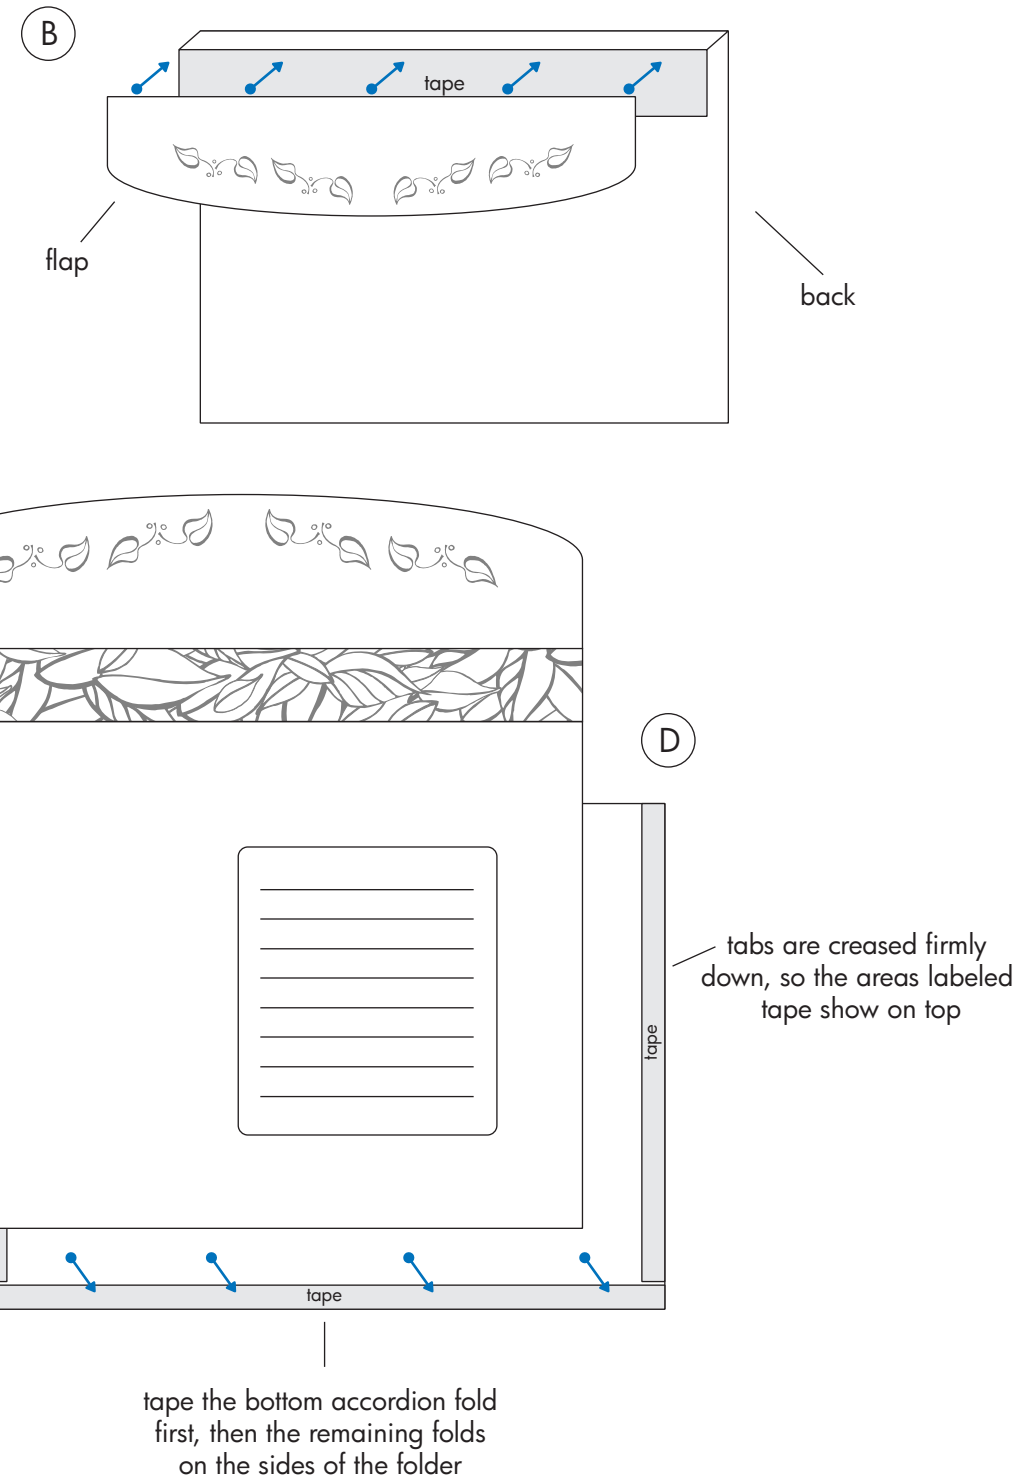 B
tape
flap
back
D
tabs are creased firmly
down, so the areas labeled
tape show on top
tape
tape
tape the bottom accordion fold
first, then the remaining folds
on the sides of the folder